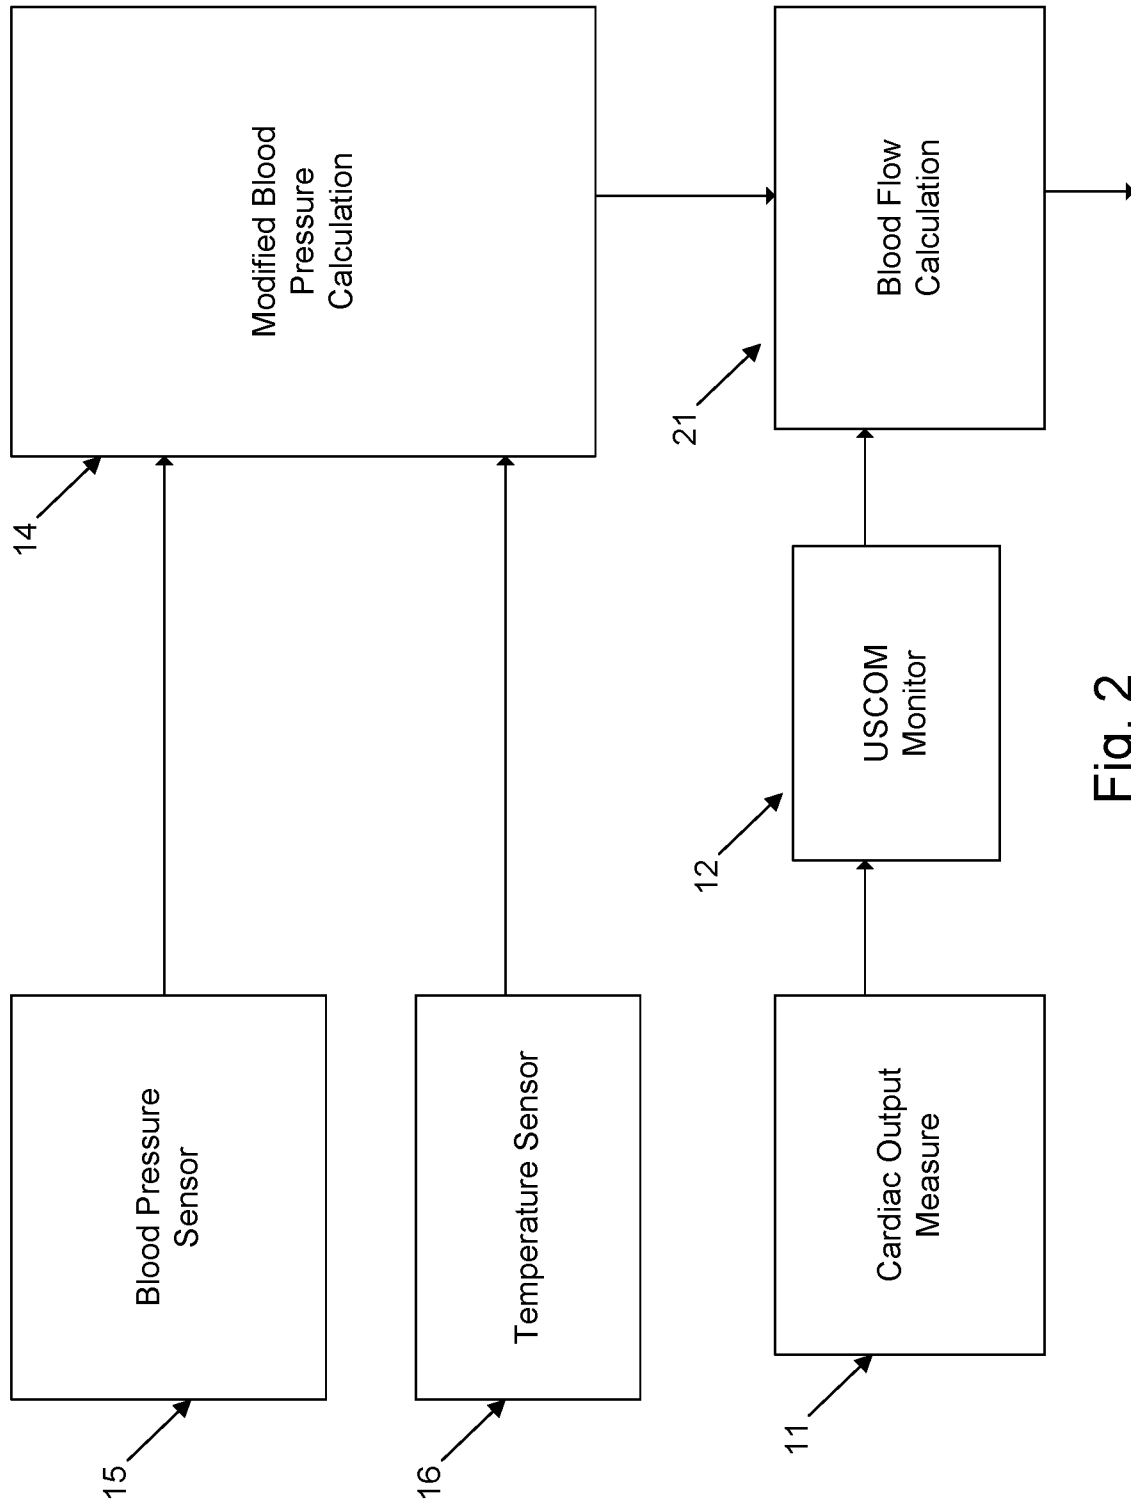 15
Blood Pressure
Sensor
14
Modified Blood
Pressure
Calculation
16
Temperature Sensor
11
Cardiac Output
Measure
12
USCOM
Monitor
21
Blood Flow
Calculation
Fig. 2